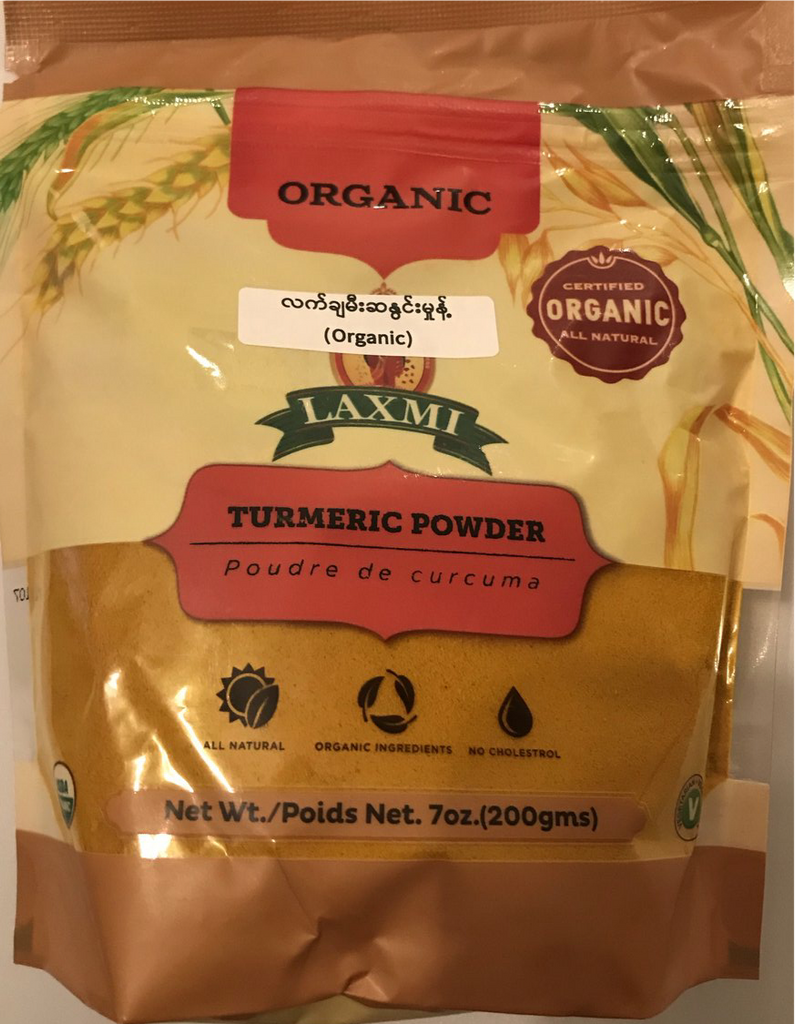 ORGANIC
လက်ချမီးဆနွင်းမှုန့်
(Organic)
CERTIFIED
ORGANIC
ALL NATURAL
LAXMI
TURMERIC POWDER
Poudre de curcuma
ALL NATURAL
ORGANIC INGREDIENTS
NO CHOLESTROL
Net Wt./Poids Net. 7oz.(200gms)
V